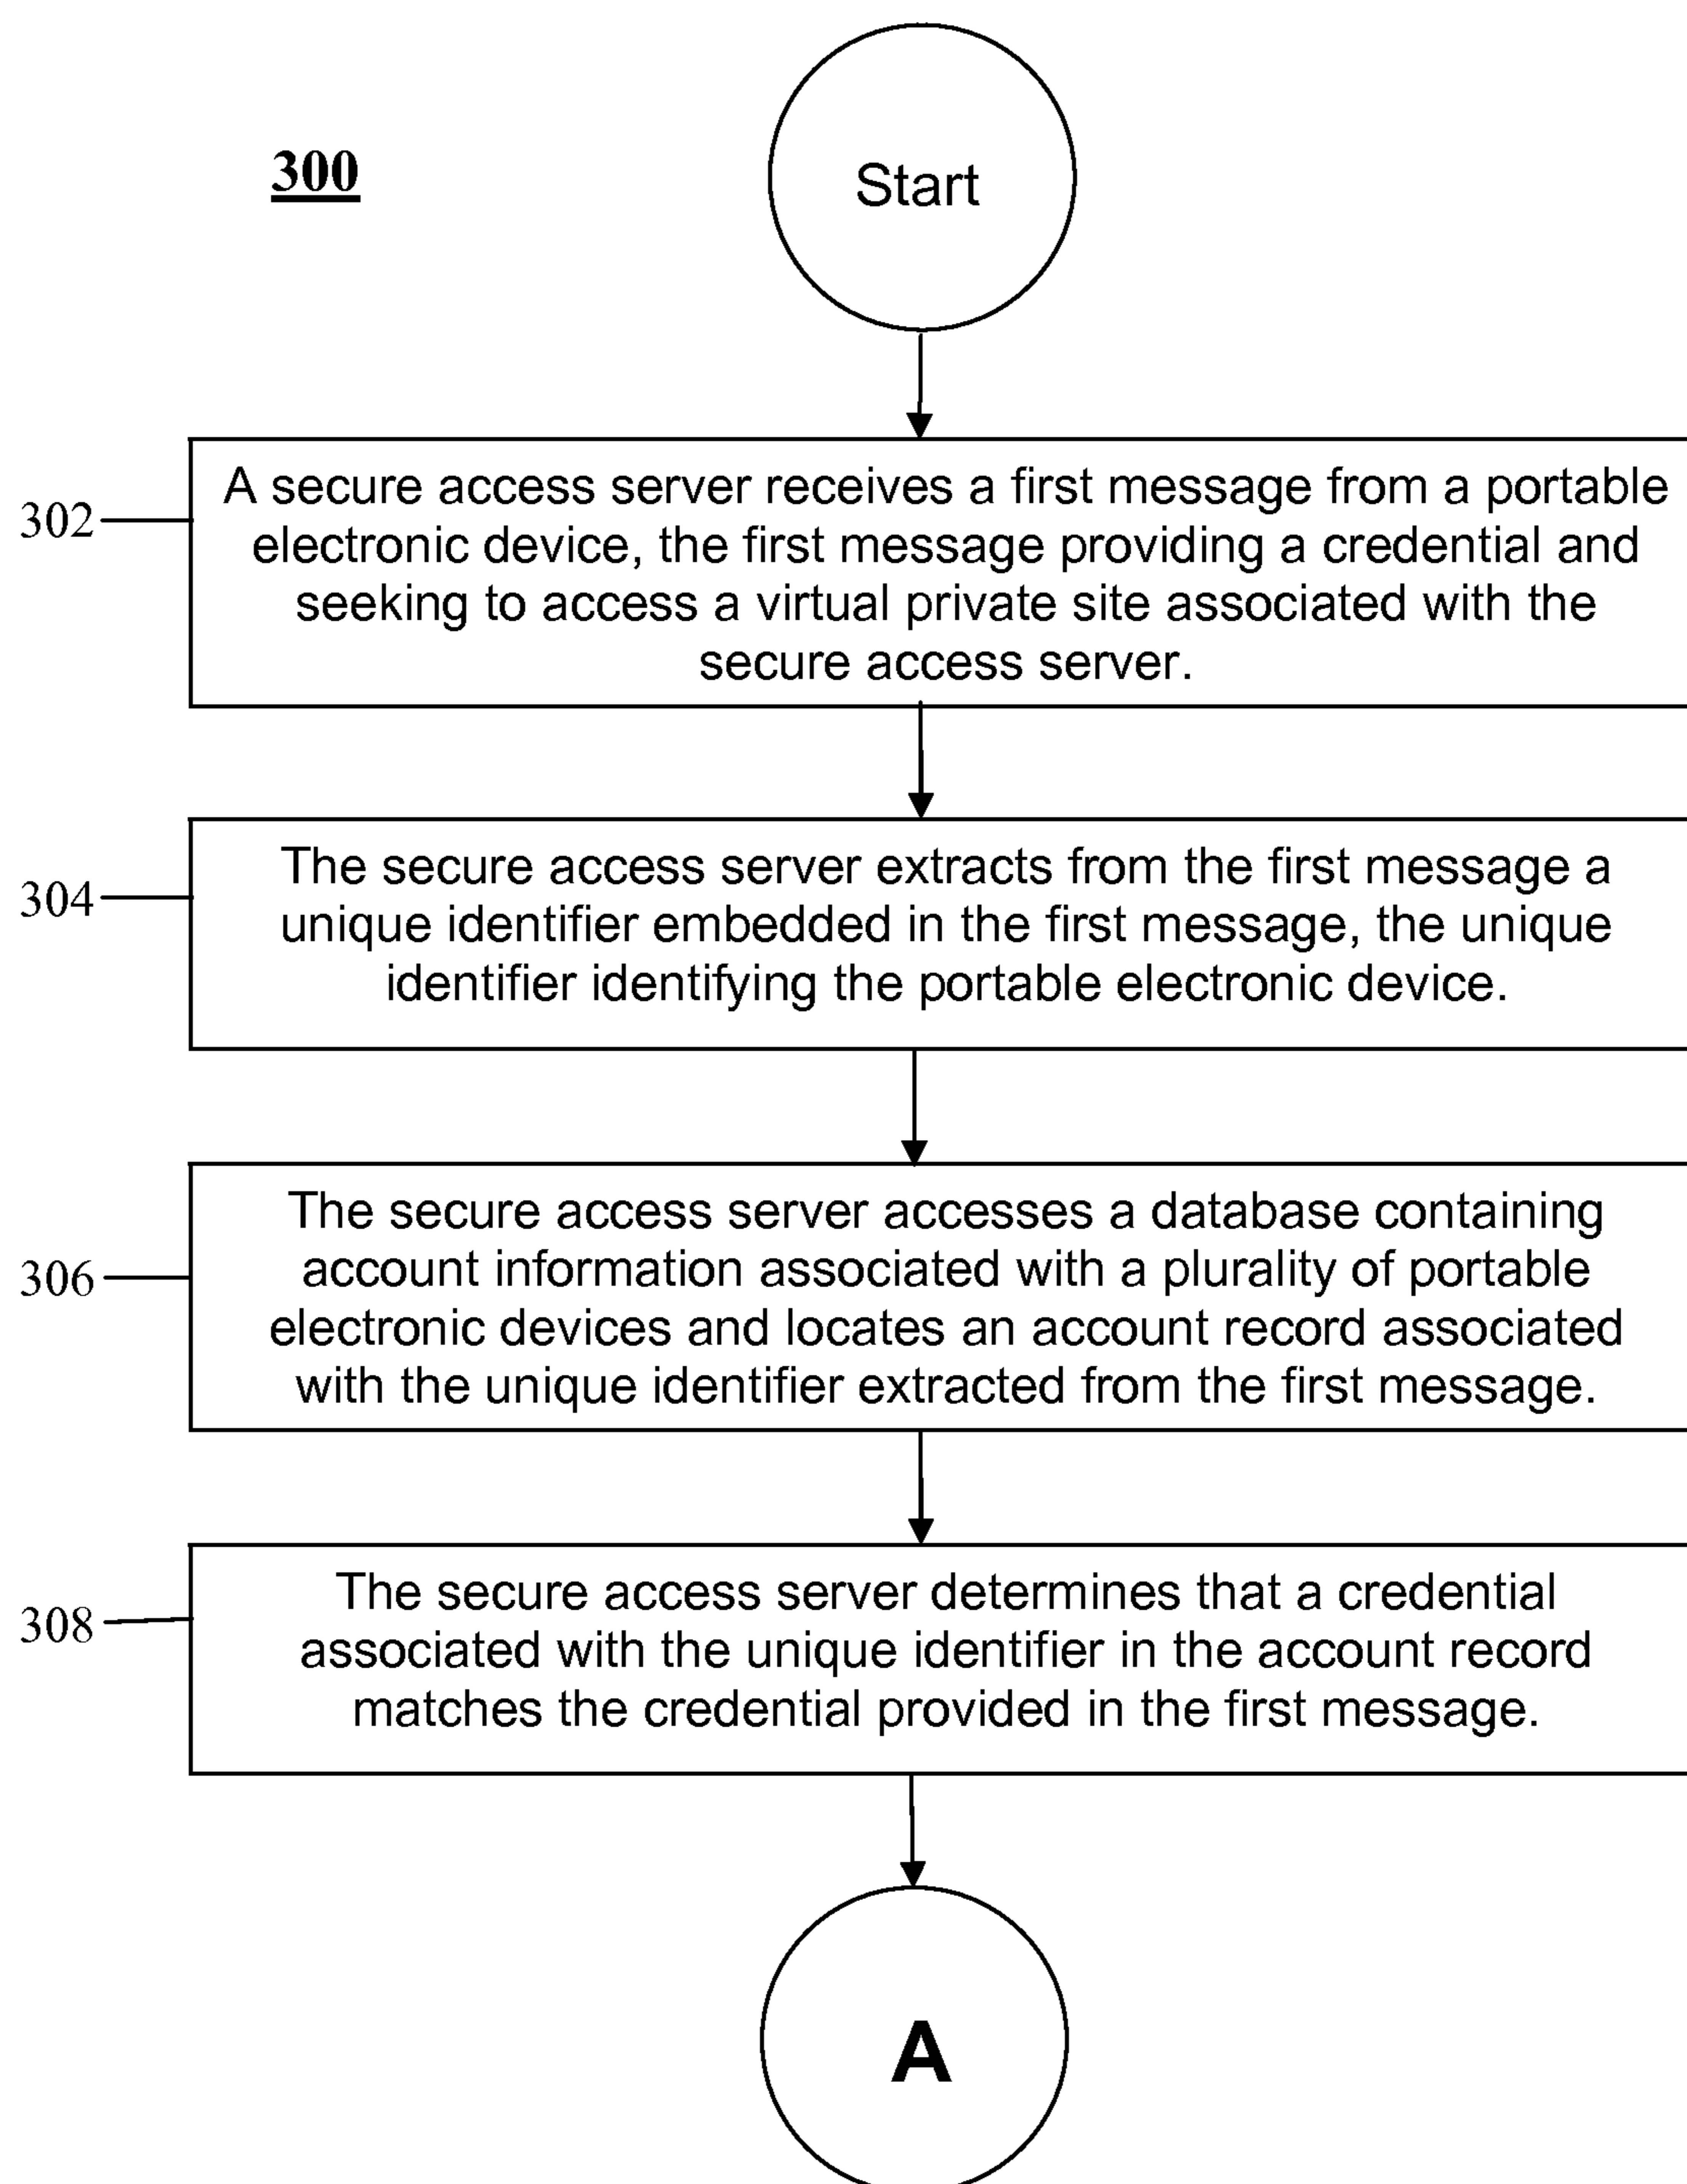 300
Start
302
A secure access server receives a first message from a portable
electronic device, the first message providing a credential and
seeking to access a virtual private site associated with the
secure access server.
304
The secure access server extracts from the first message a
unique identifier embedded in the first message, the unique
identifier identifying the portable electronic device.
306
The secure access server accesses a database containing
account information associated with a plurality of portable
electronic devices and locates an account record associated
with the unique identifier extracted from the first message.
308
The secure access server determines that a credential
associated with the unique identifier in the account record
matches the credential provided in the first message.
A